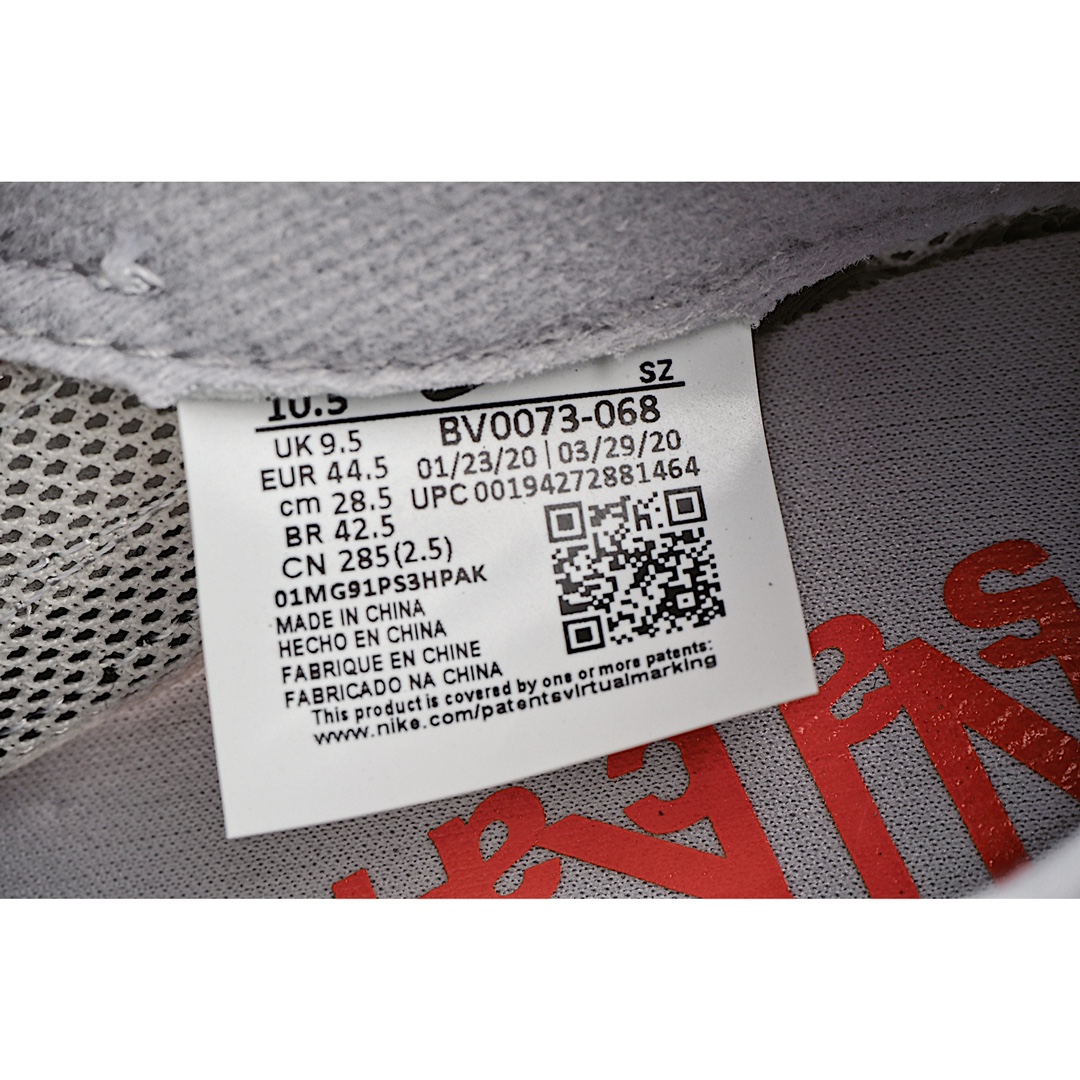 SZ
10.5
UK 9.5
EUR 44.5
cm 28.5
BR 42.5
CN 285(2.5)
BV0073-068
01/23/20 | 03/29/20
UPC 00194272881464
01MG91PS3HPAK
MADE IN CHINA
HECHO EN CHINA
FABRIQUE EN CHINE
FABRICADO NA CHINA
This product is covered by one or more patents:
www.nike.com/patentsvirtualmarking